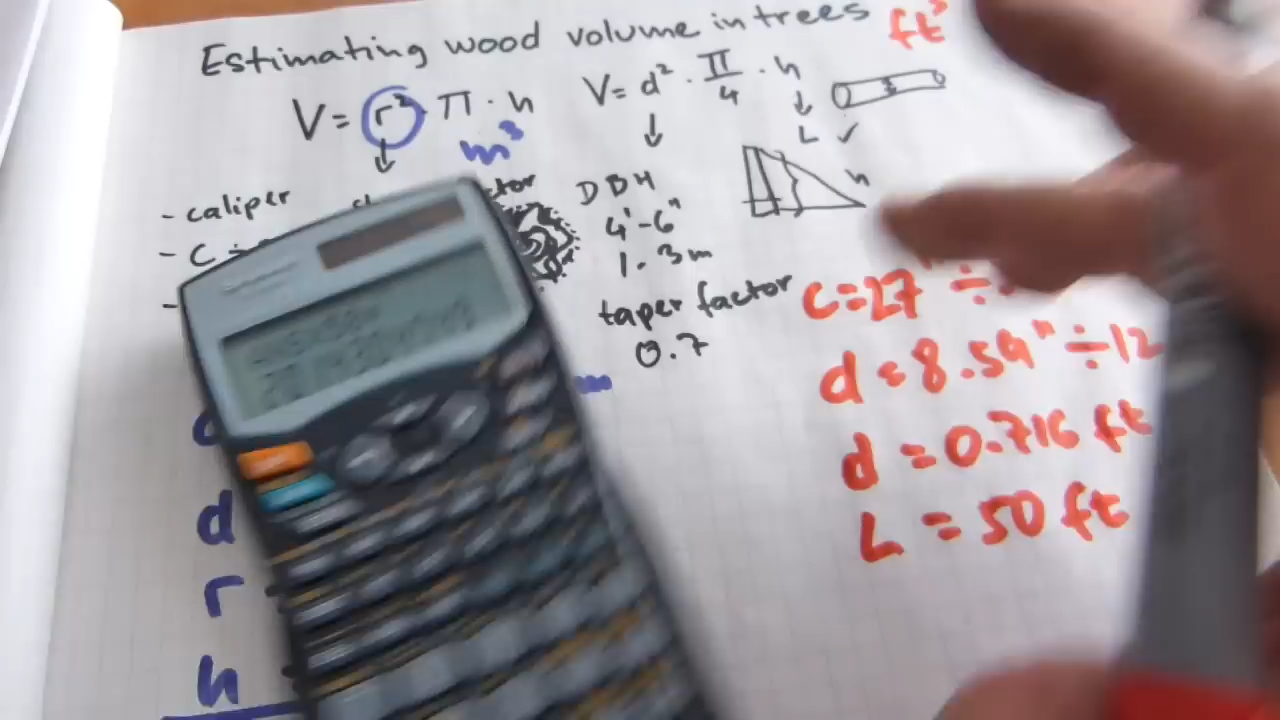 Estimating wood volume in trees ft³
V = r² · π · h
V = d² · π/4 · h
↓ L ✓
m³
- caliper
DBH
4'-6"
1.3m
h
- C ÷
taper factor
0.7
C=27" ÷
d = 8.59" ÷12
d = 0.716 ft
L = 50 ft
m
d
r
h